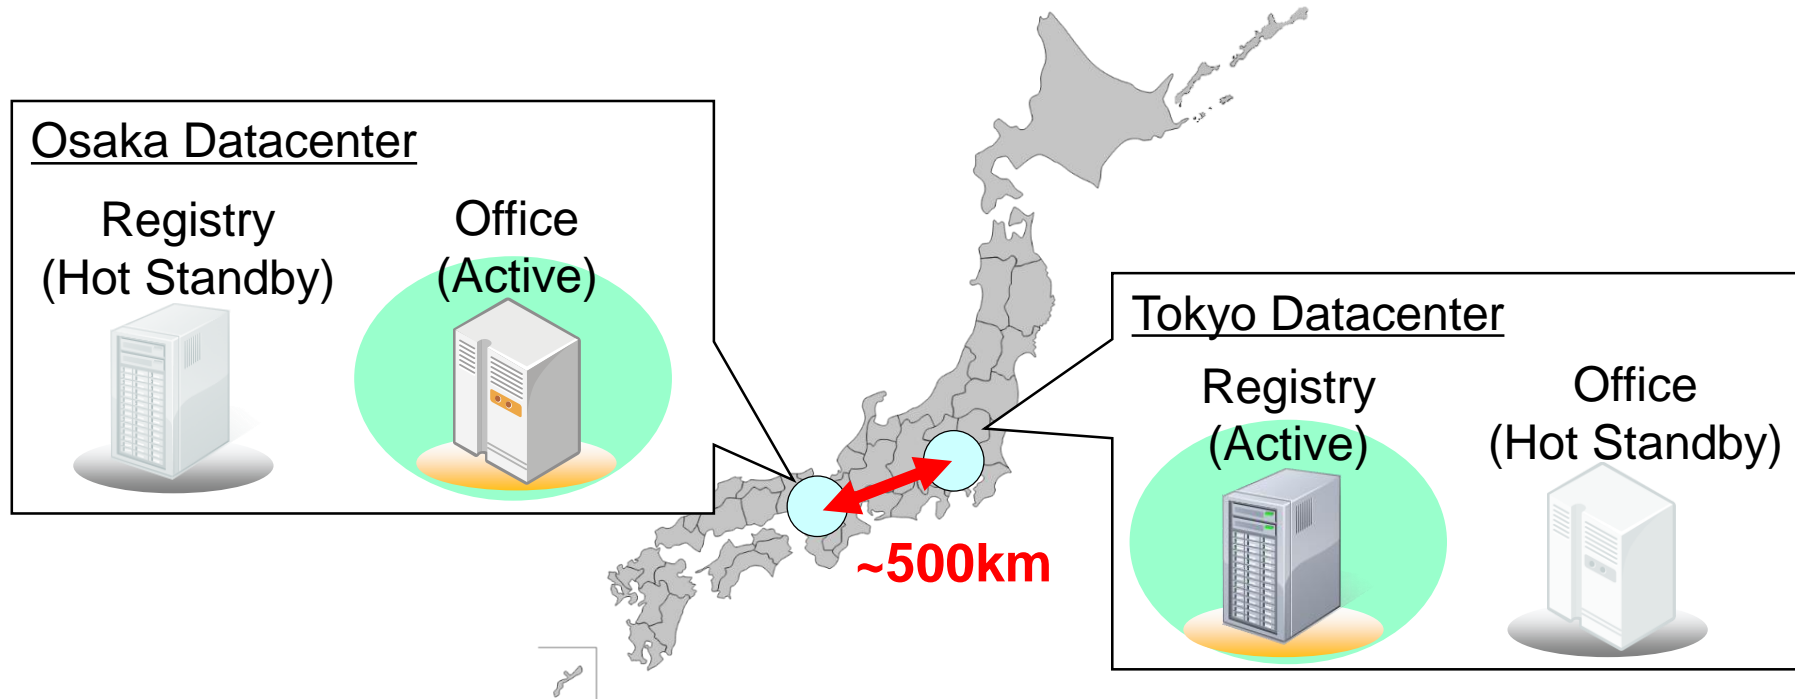 Osaka Datacenter
Registry
(Hot Standby)
Office
(Active)
~500km
Tokyo Datacenter
Registry
(Active)
Office
(Hot Standby)